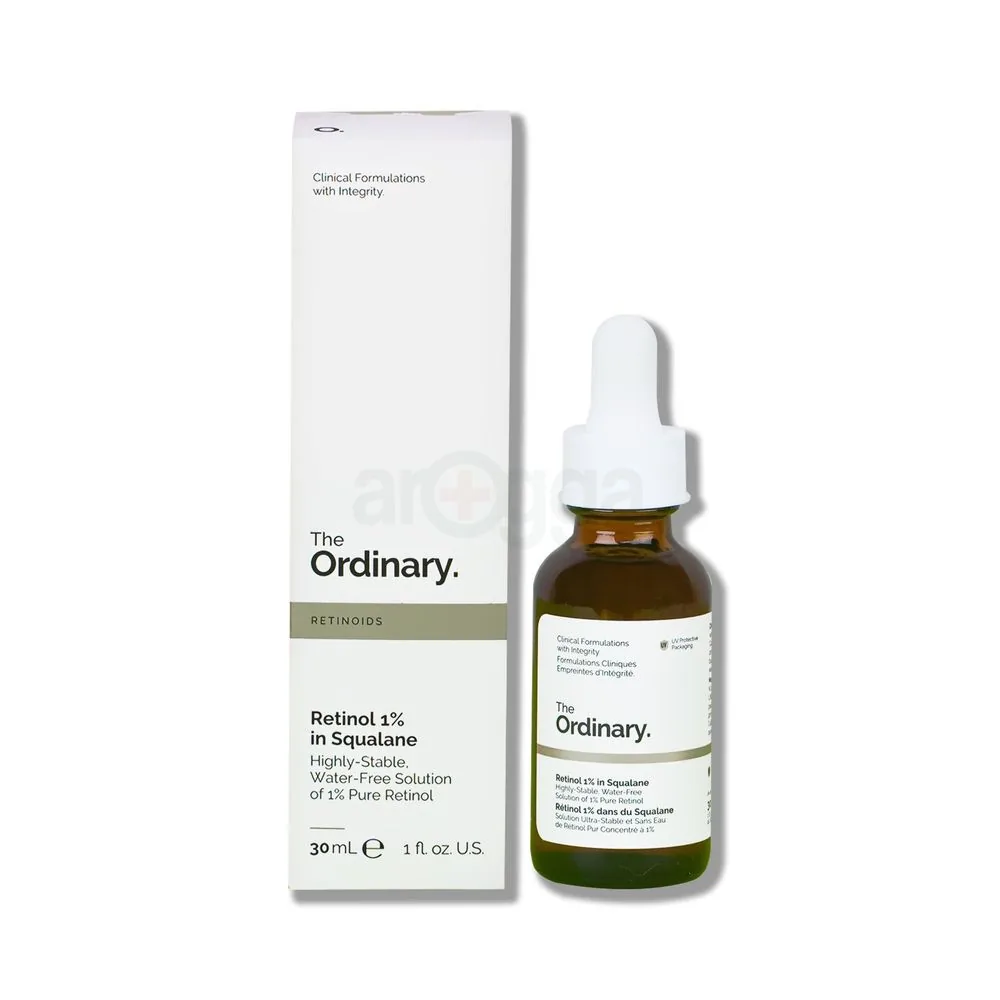 O.
Clinical Formulations
with Integrity.
The
Ordinary.
RETINOIDS
Retinol 1%
in Squalane
Highly-Stable,
Water-Free Solution
of 1% Pure Retinol
30 mL ℮ 1 fl. oz. U.S.
arogga
Clinical Formulations
with Integrity
Formulations Cliniques
Empreintes d'Intégrité.
UV
UV Protective
Packaging
The
Ordinary.
Retinol 1% in Squalane
Highly-Stable, Water-Free
Solution of 1% Pure Retinol
Rétinol 1% dans du Squalane
Solution Ultra-Stable et Sans Eau
de Rétinol Pur Concentré à 1%